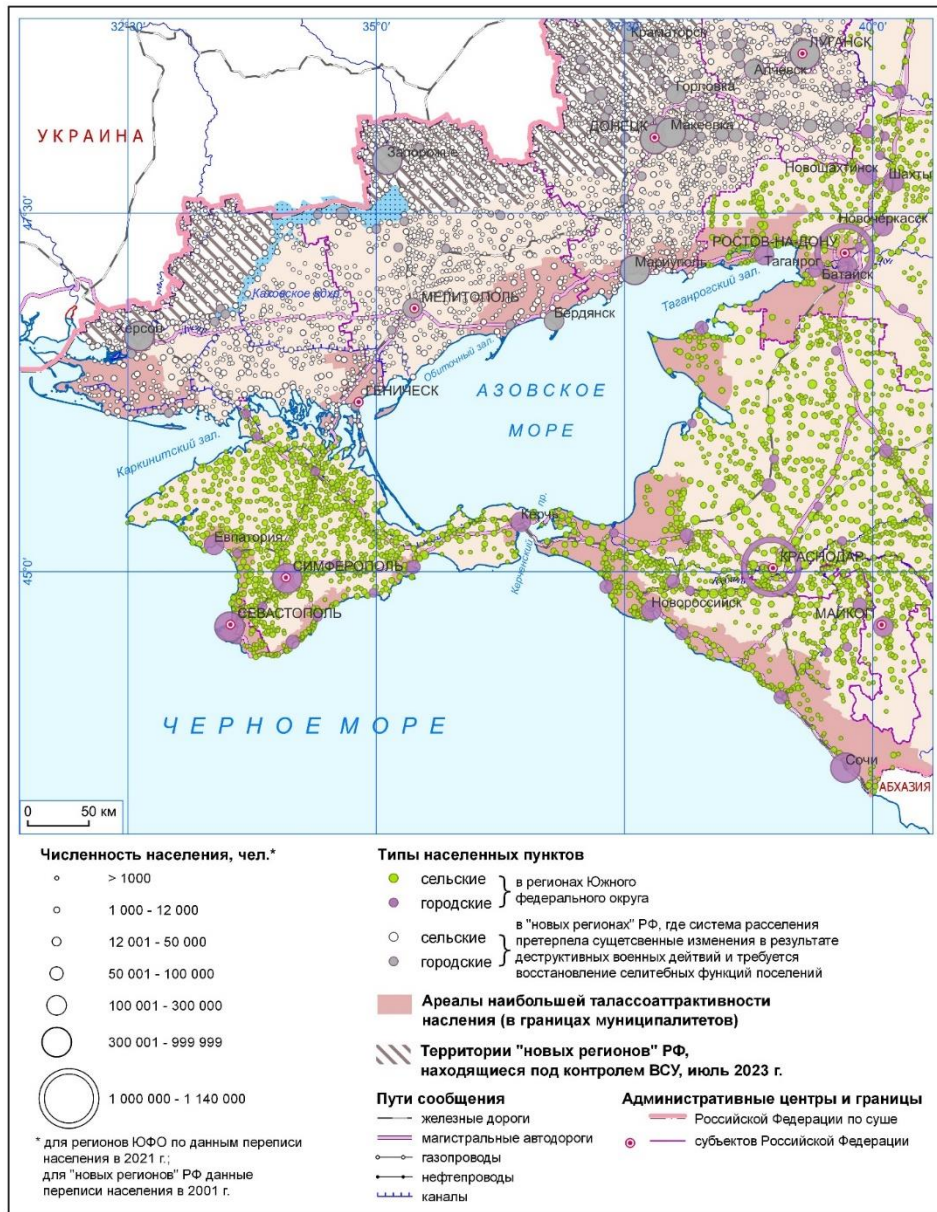 32°30'
35°0'
37°30'
40°0'
Краматорск
ЛУГАНСК
Алчевск
Горловка
УКРАИНА
ДОНЕЦК
Макеевка
Запорожье
Новошахтинск
Шахты
47°30'
Новочеркасск
РОСТОВ-НА-ДОНУ
Таганрог
Батайск
Дон
Мариуполь
Таганрогский зал.
Каховское вдхр.
МЕЛИТОПОЛЬ
Бердянск
Херсон
Обиточный зал.
ГЕНИЧЕСК
АЗОВСКОЕ
МОРЕ
Каркинитский зал.
Керчь
Керченский пр.
Евпатория
45°0'
45°0'
СИМФЕРОПОЛЬ
КРАСНОДАР
СЕВАСТОПОЛЬ
Новороссийск
МАЙКОП
ЧЕРНОЕ МОРЕ
Сочи
АБХАЗИЯ
0 50 км
Численность населения, чел.*
> 1000
1 000 - 12 000
12 001 - 50 000
50 001 - 100 000
100 001 - 300 000
300 001 - 999 999
1 000 000 - 1 140 000
* для регионов ЮФО по данным переписи
населения в 2021 г.;
для "новых регионов" РФ данные
переписи населения в 2001 г.
Типы населенных пунктов
сельские
городские
в регионах Южного
федерального округа
сельские
городские
в "новых регионах" РФ, где система расселения
претерпела сущетсвенные изменения в результате
деструктивных военных дейтвий и требуется
восстановление селитебных функций поселений
Ареалы наибольшей талассоаттрактивности
насления (в границах муниципалитетов)
Территории "новых регионов" РФ,
находящиеся под контролем ВСУ, июль 2023 г.
Пути сообщения
железные дороги
магистральные автодороги
газопроводы
нефтепроводы
каналы
Административные центры и границы
Российской Федерации по суше
субъектов Российской Федерации